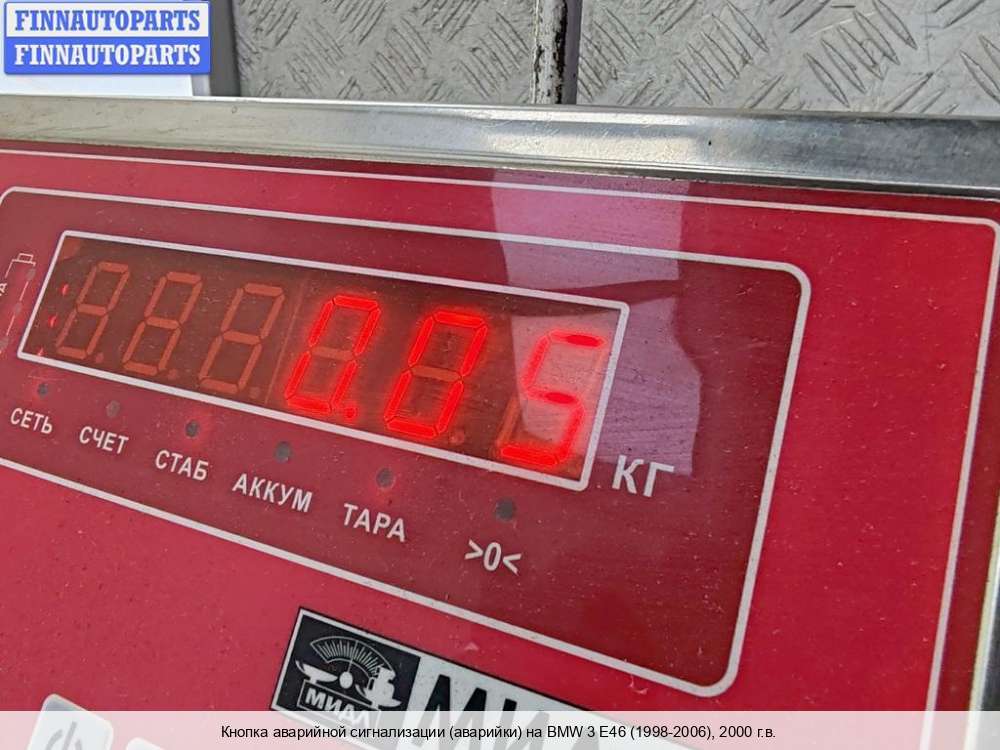 FINNAUTOPARTS
FINNAUTOPARTS
0.05
КГ
СЕТЬ СЧЕТ СТАБ АККУМ ТАРА >0<
МИДЛ
Кнопка аварийной сигнализации (аварийки) на BMW 3 E46 (1998-2006), 2000 г.в.